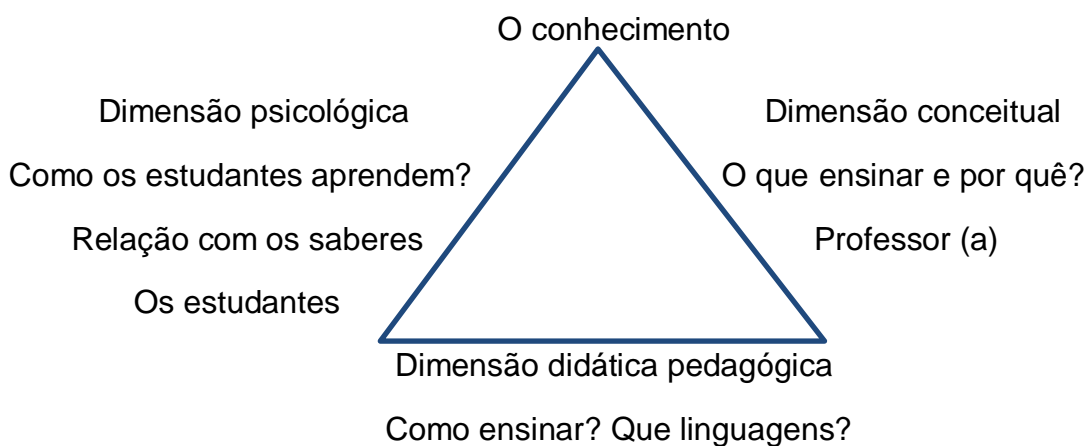 O conhecimento
Dimensão psicológica
Como os estudantes aprendem?
Relação com os saberes
Os estudantes
Dimensão conceitual
O que ensinar e por quê?
Professor (a)
Dimensão didática pedagógica
Como ensinar? Que linguagens?